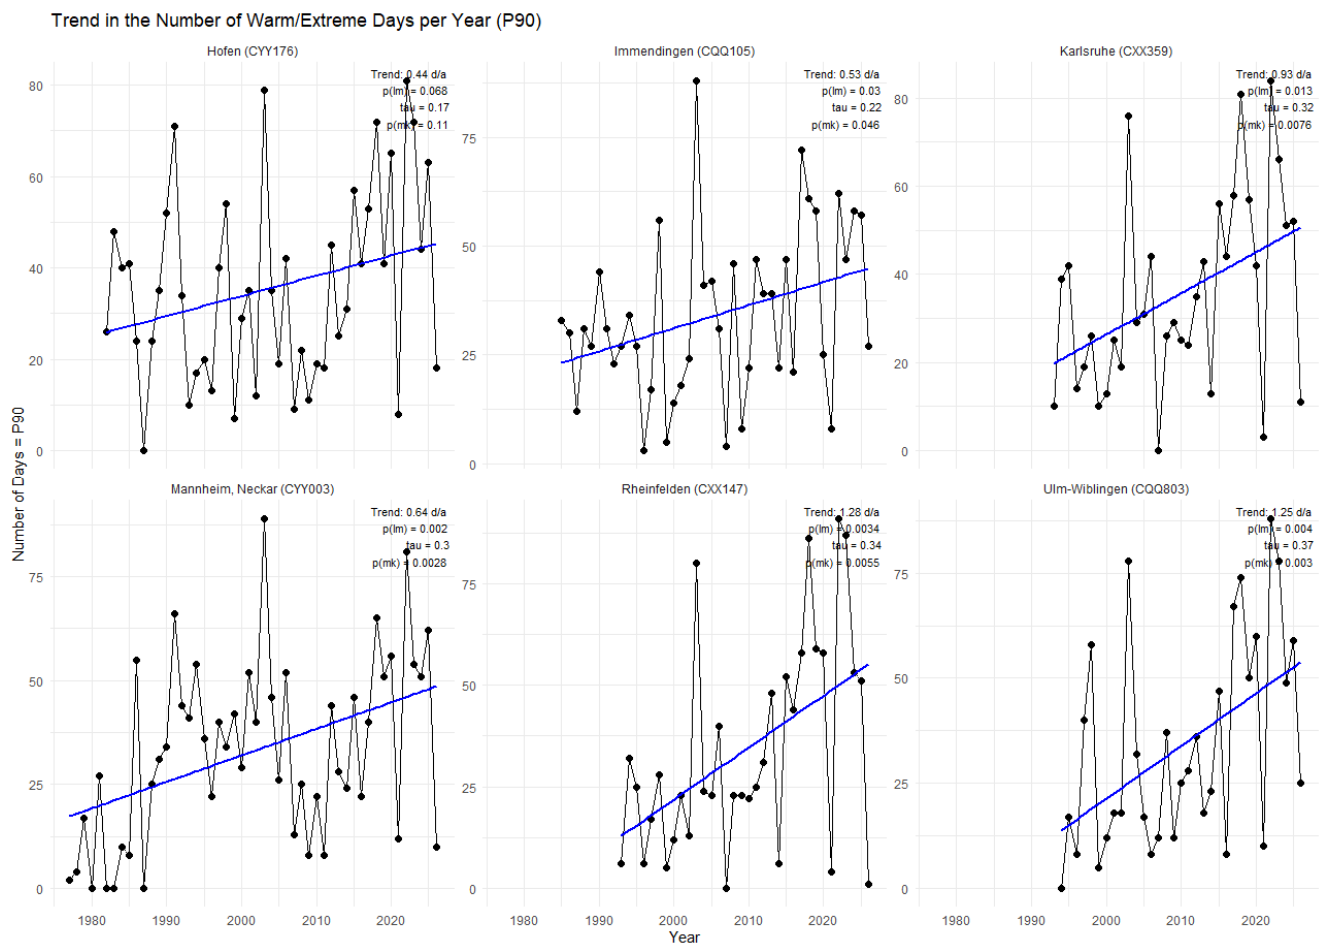 Trend in the Number of Warm/Extreme Days per Year (P90)
Hofen (CYY176)
Trend: 0.44 d/a
p(lm) = 0.068
tau = 0.17
p(mk) = 0.11
80
60
40
20
0
Immendingen (CQQ105)
Trend: 0.53 d/a
p(lm) = 0.03
tau = 0.22
p(mk) = 0.046
75
50
25
0
Karlsruhe (CXX359)
Trend: 0.93 d/a
p(lm) = 0.013
tau = 0.32
p(mk) = 0.0076
80
60
40
20
0
Number of Days = P90
Mannheim, Neckar (CYY003)
Trend: 0.64 d/a
p(lm) = 0.002
tau = 0.3
p(mk) = 0.0028
75
50
25
0
1980 1990 2000 2010 2020
Rheinfelden (CXX147)
Trend: 1.28 d/a
p(lm) = 0.0034
tau = 0.34
p(mk) = 0.0055
75
50
25
0
1980 1990 2000 2010 2020
Ulm-Wiblingen (CQQ803)
Trend: 1.25 d/a
p(lm) = 0.004
tau = 0.37
p(mk) = 0.003
75
50
25
0
1980 1990 2000 2010 2020
Year